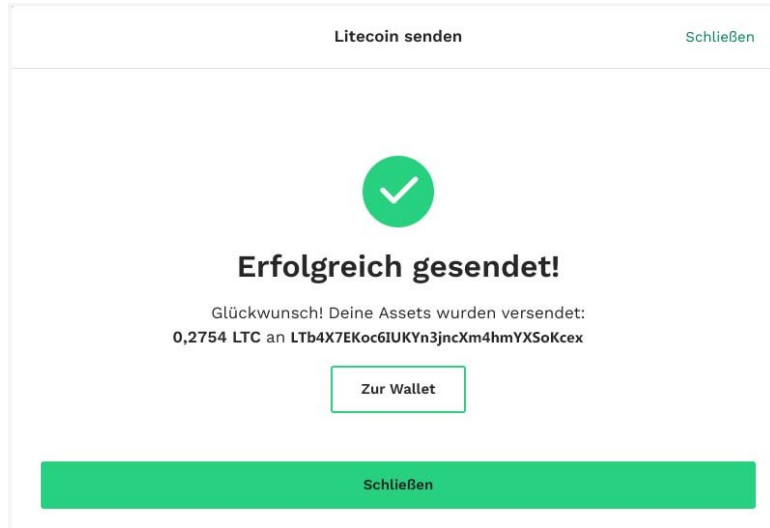 Litecoin senden
Schließen
Erfolgreich gesendet!
Glückwunsch! Deine Assets wurden versendet:
0,2754 LTC an LTb4X7EKoc6IUKYn3jncXm4hmYXSoKcex
Zur Wallet
Schließen